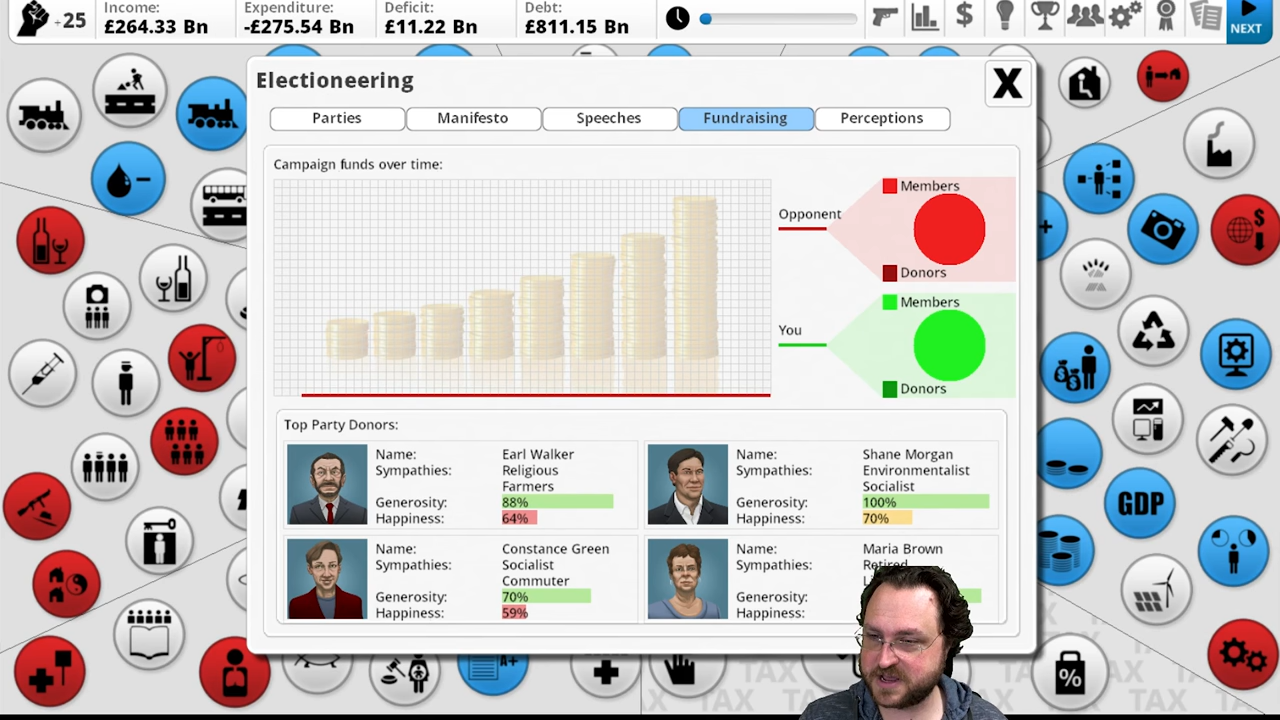 +25
Income:
£264.33 Bn
Expenditure:
-£275.54 Bn
Deficit:
£11.22 Bn
Debt:
£811.15 Bn
NEXT
Electioneering
X
Parties
Manifesto
Speeches
Fundraising
Perceptions
Campaign funds over time:
Opponent
Members
Donors
You
Members
Donors
Top Party Donors:
Name: Earl Walker
Sympathies: Religious
Farmers
Generosity: 88%
Happiness: 64%
Name: Shane Morgan
Sympathies: Environmentalist
Socialist
Generosity: 100%
Happiness: 70%
Name: Constance Green
Sympathies: Socialist
Commuter
Generosity: 70%
Happiness: 59%
Name: Maria Brown
Sympathies: Retired
Generosity:
Happiness:
GDP
A+
%
TAX TAX TAX
TAX TAX TAX